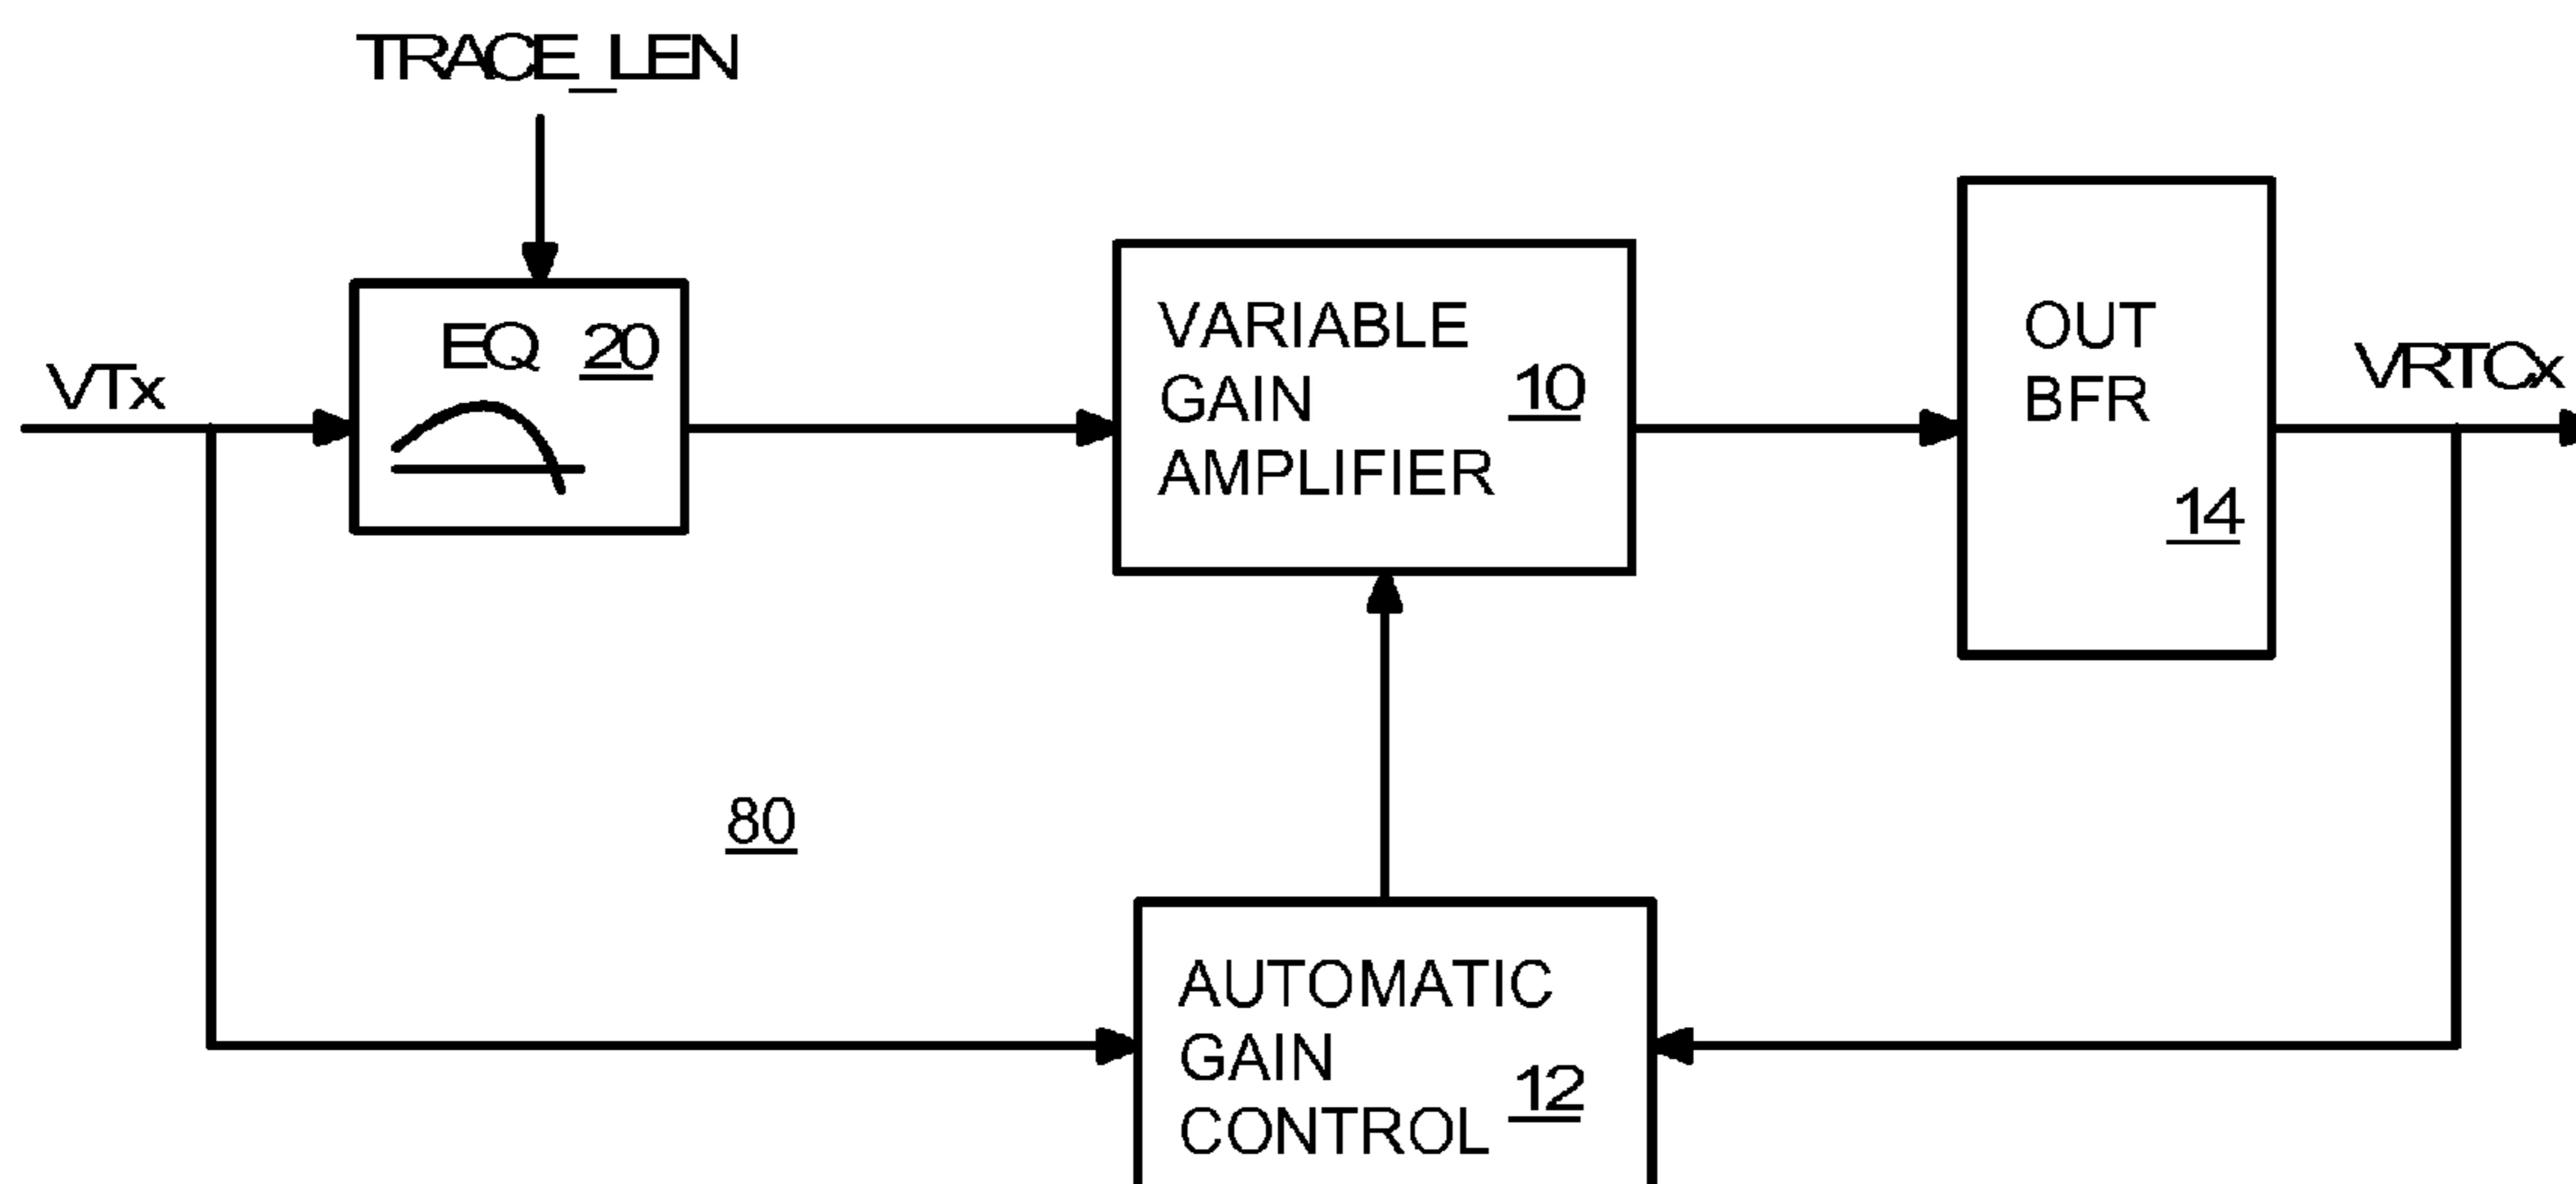 TRACE_LEN
EQ 20
VTx
VARIABLE
GAIN
AMPLIFIER
10
OUT
BFR
14
VRTCx
80
AUTOMATIC
GAIN
CONTROL
12